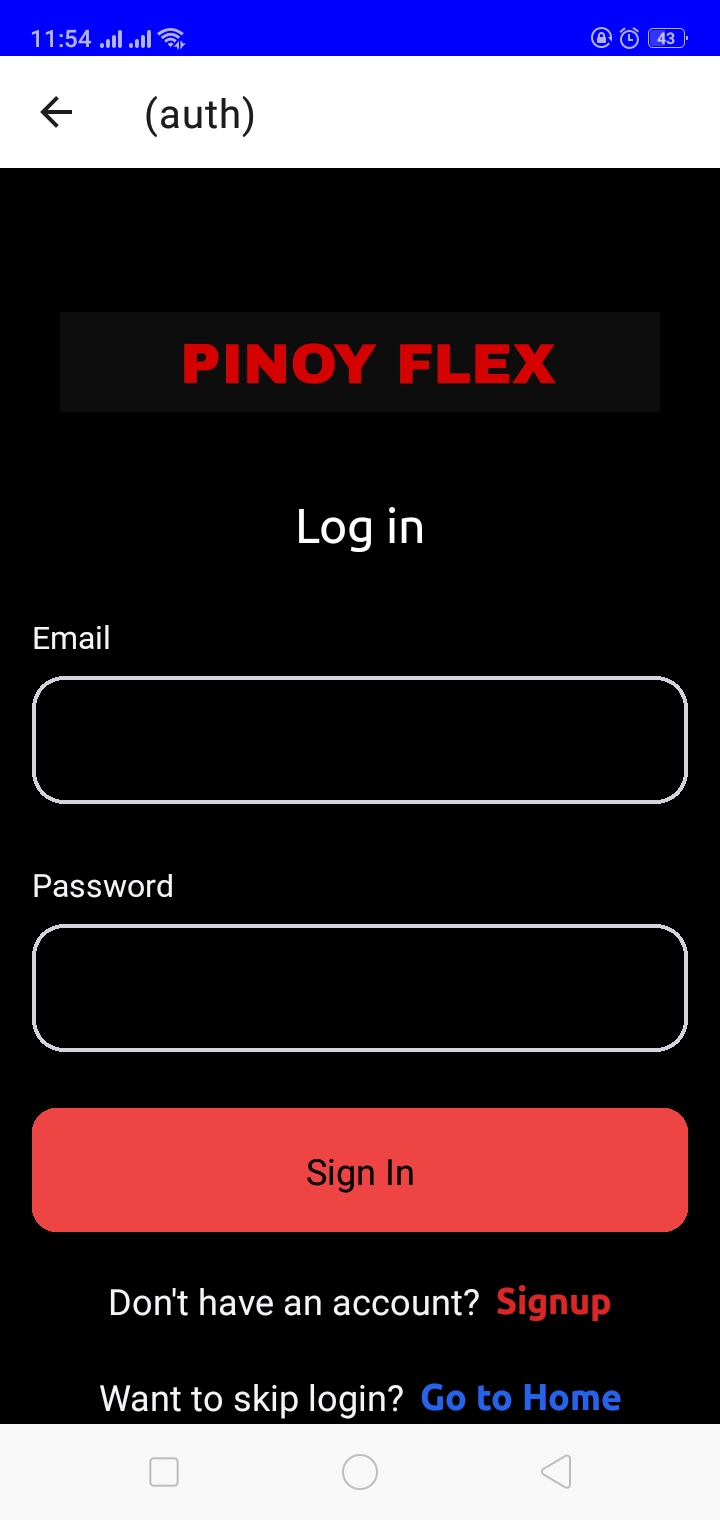 11:54
43
(auth)
PINOY FLEX
Log in
Email
Password
Sign In
Don't have an account? Signup
Want to skip login? Go to Home